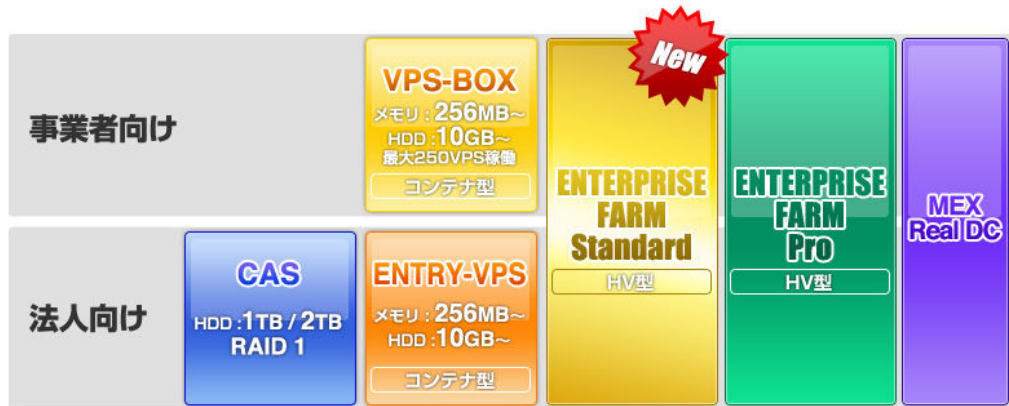 事業者向け
VPS-BOX
メモリ：256MB～
HDD：10GB～
最大250VPS稼働
コンテナ型
New
ENTERPRISE
FARM
Standard
HV型
ENTERPRISE
FARM
Pro
HV型
MEX
Real DC
法人向け
CAS
HDD：1TB / 2TB
RAID 1
ENTRY-VPS
メモリ：256MB～
HDD：10GB～
コンテナ型